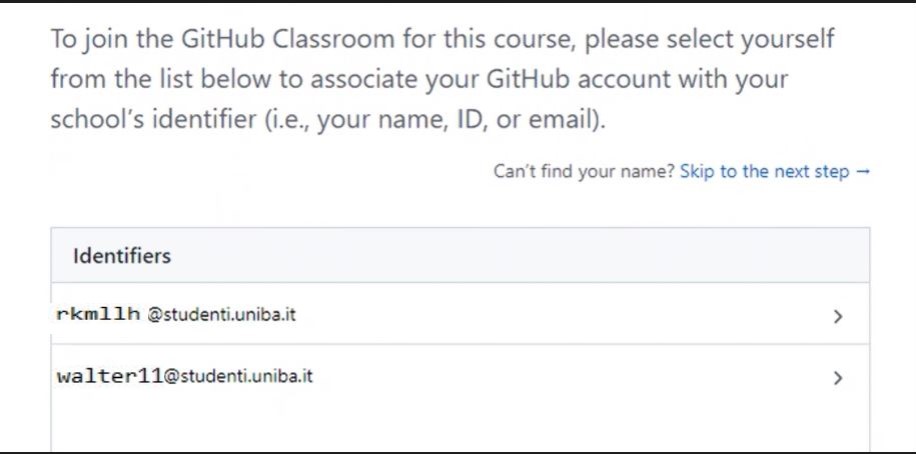 To join the GitHub Classroom for this course, please select yourself
from the list below to associate your GitHub account with your
school's identifier (i.e., your name, ID, or email).
Can't find your name? Skip to the next step →
Identifiers
rkmllh @studenti.uniba.it
walter11@studenti.uniba.it